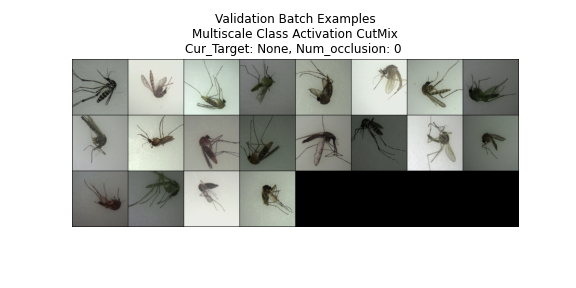 Validation Batch Examples
Multiscale Class Activation CutMix
Cur_Target: None, Num_occlusion: 0